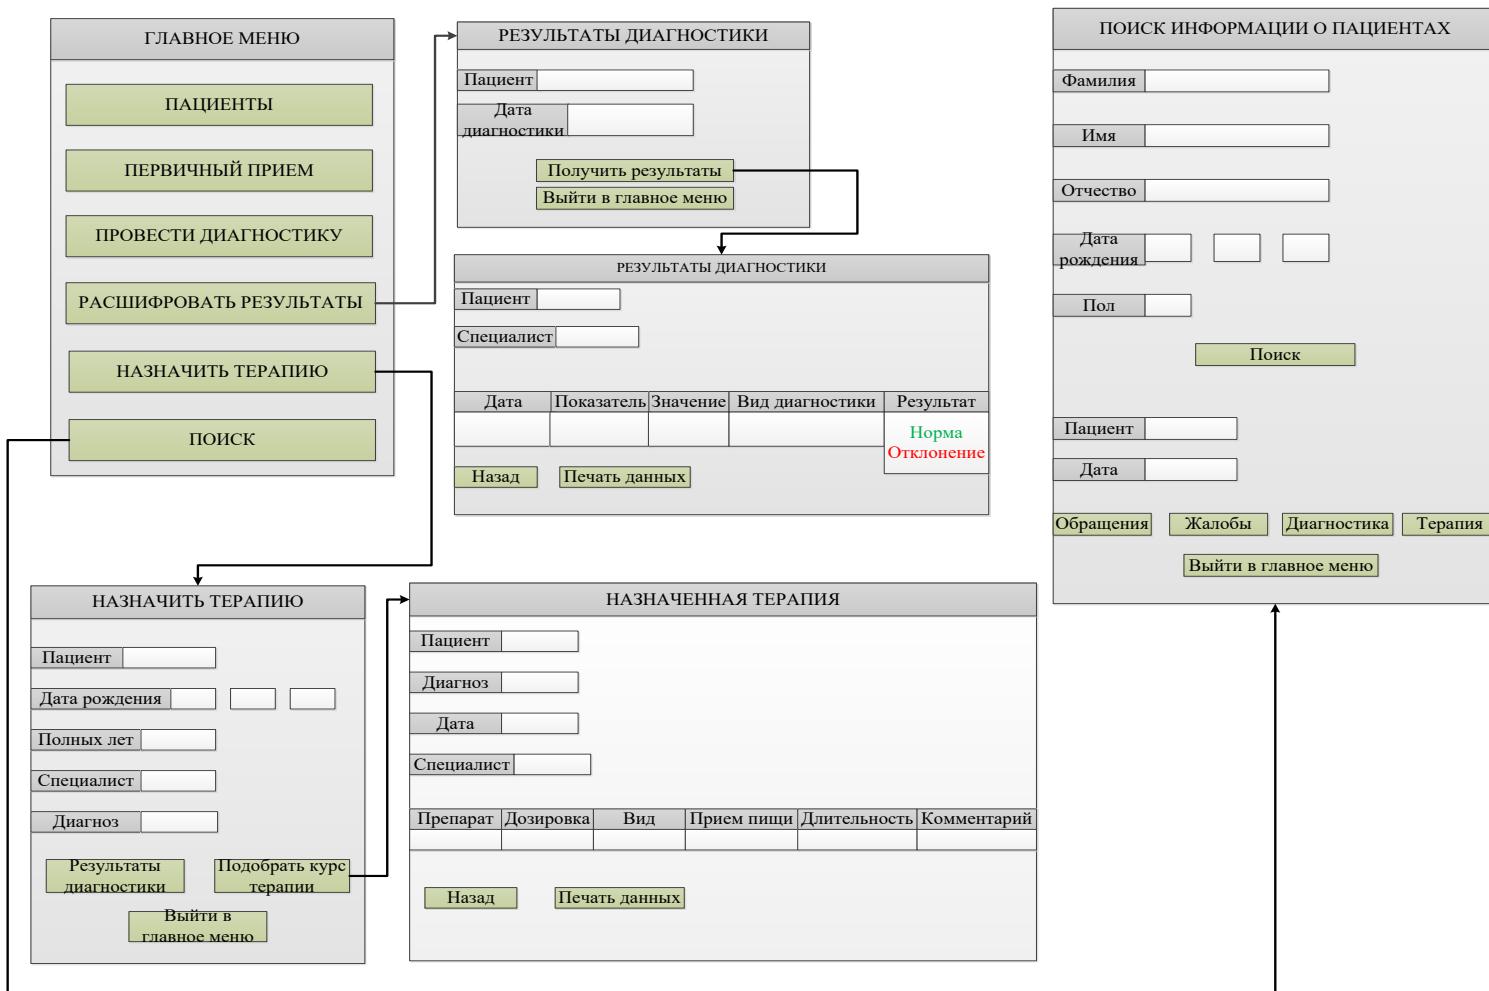 ГЛАВНОЕ МЕНЮ
ПАЦИЕНТЫ
ПЕРВИЧНЫЙ ПРИЕМ
ПРОВЕСТИ ДИАГНОСТИКУ
РАСШИФРОВАТЬ РЕЗУЛЬТАТЫ
НАЗНАЧИТЬ ТЕРАПИЮ
ПОИСК
РЕЗУЛЬТАТЫ ДИАГНОСТИКИ
Пациент
Дата
диагностики
Получить результаты
Выйти в главное меню
РЕЗУЛЬТАТЫ ДИАГНОСТИКИ
Пациент
Специалист
Дата Показатель Значение Вид диагностики Результат
Норма
Отклонение
Назад Печать данных
ПОИСК ИНФОРМАЦИИ О ПАЦИЕНТАХ
Фамилия
Имя
Отчество
Дата
рождения
Пол
Поиск
Пациент
Дата
Обращения Жалобы Диагностика Терапия
Выйти в главное меню
НАЗНАЧИТЬ ТЕРАПИЮ
Пациент
Дата рождения
Полных лет
Специалист
Диагноз
Результаты
диагностики
Подобрать курс
терапии
Выйти в
главное меню
НАЗНАЧЕННАЯ ТЕРАПИЯ
Пациент
Диагноз
Дата
Специалист
Препарат Дозировка Вид Прием пищи Длительность Комментарий
Назад Печать данных